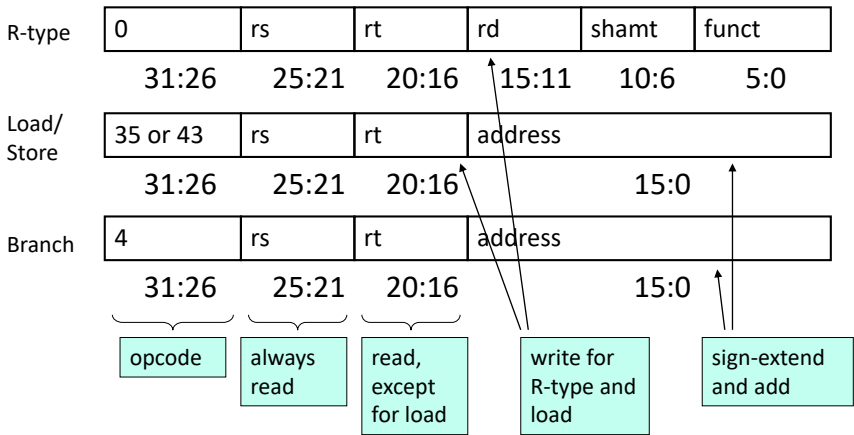 R-type 0 rs rt rd shamt funct
31:26 25:21 20:16 15:11 10:6 5:0
Load/
Store
35 or 43 rs rt address
31:26 25:21 20:16 15:0
Branch 4 rs rt address
31:26 25:21 20:16 15:0
opcode
always
read
read,
except
for load
write for
R-type and
load
sign-extend
and add